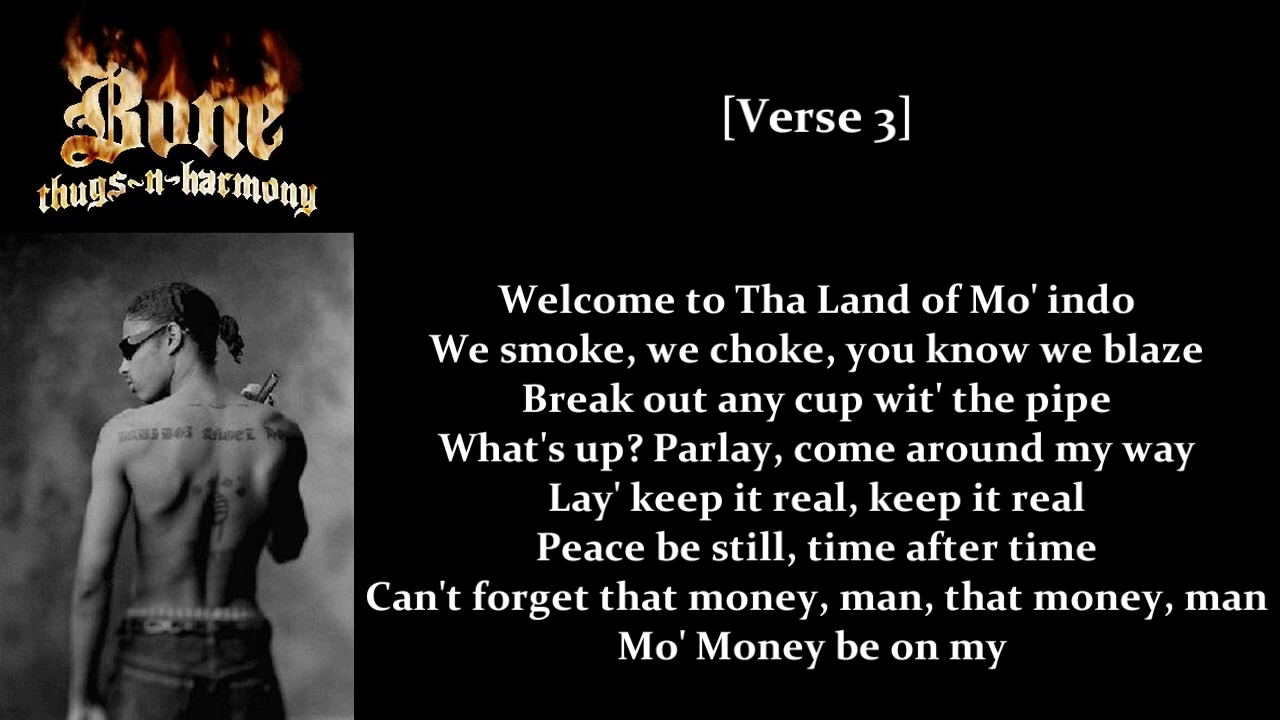 Bone
thugs~n~harmony
[Verse 3]
Welcome to Tha Land of Mo' indo
We smoke, we choke, you know we blaze
Break out any cup wit' the pipe
What's up? Parlay, come around my way
Lay' keep it real, keep it real
Peace be still, time after time
Can't forget that money, man, that money, man
Mo' Money be on my